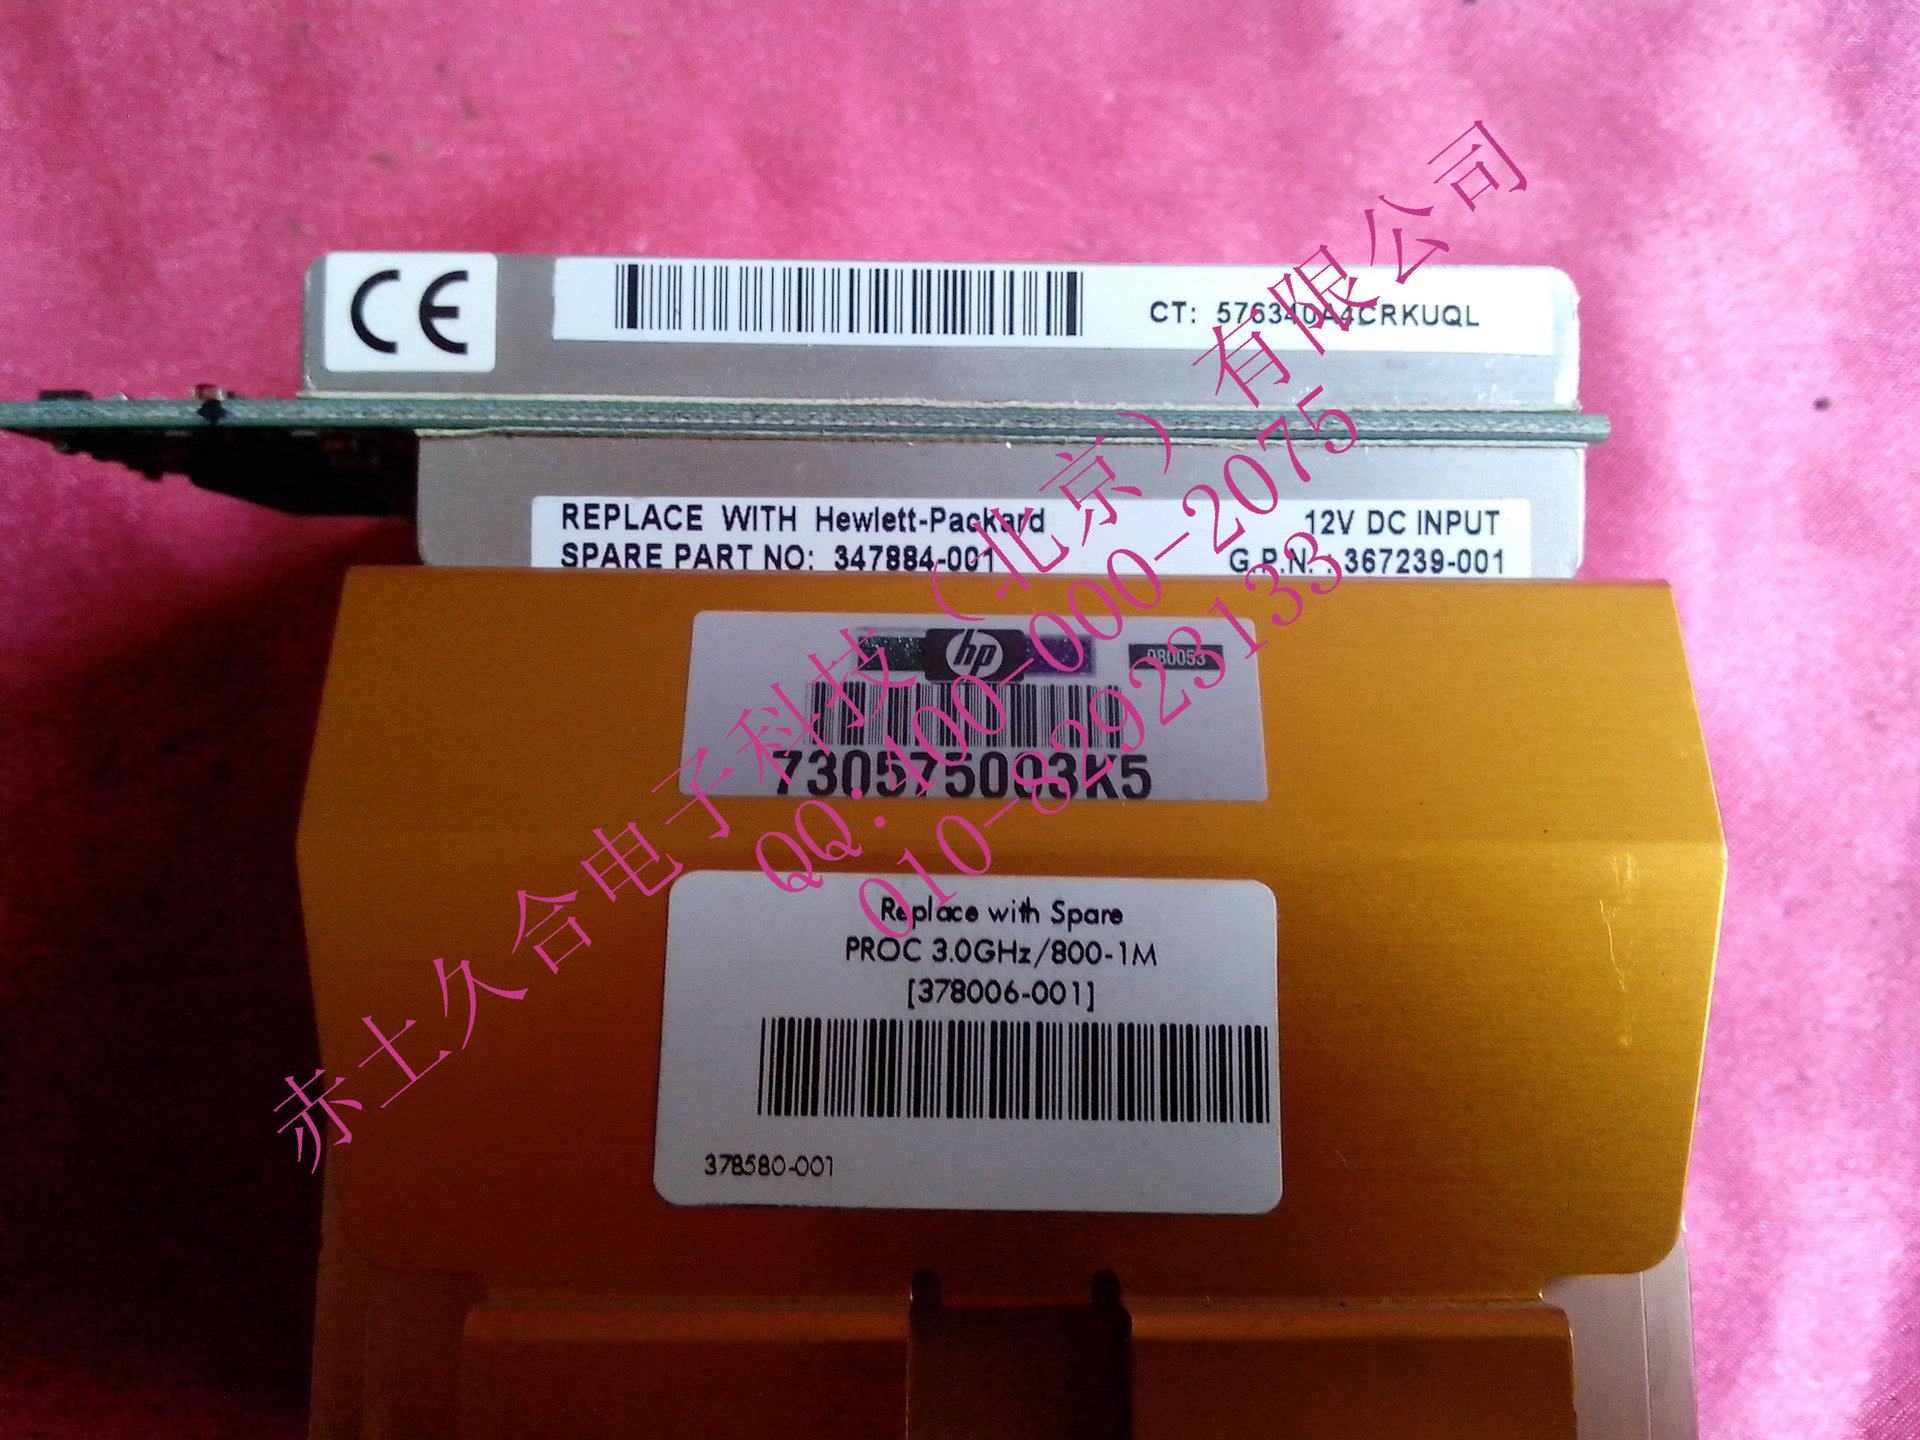 CE
CT: 576340A4CRKUQL
REPLACE WITH Hewlett-Packard 12V DC INPUT
SPARE PART NO: 347884-001 G.P.N. : 367239-001
hp 080053
730575003K5
Replace with Spare
PROC 3.0GHz/800-1M
[378006-001]
378580-001
赤土久合电子科技(北京)有限公司
QQ:400-000-2075
010-82923133